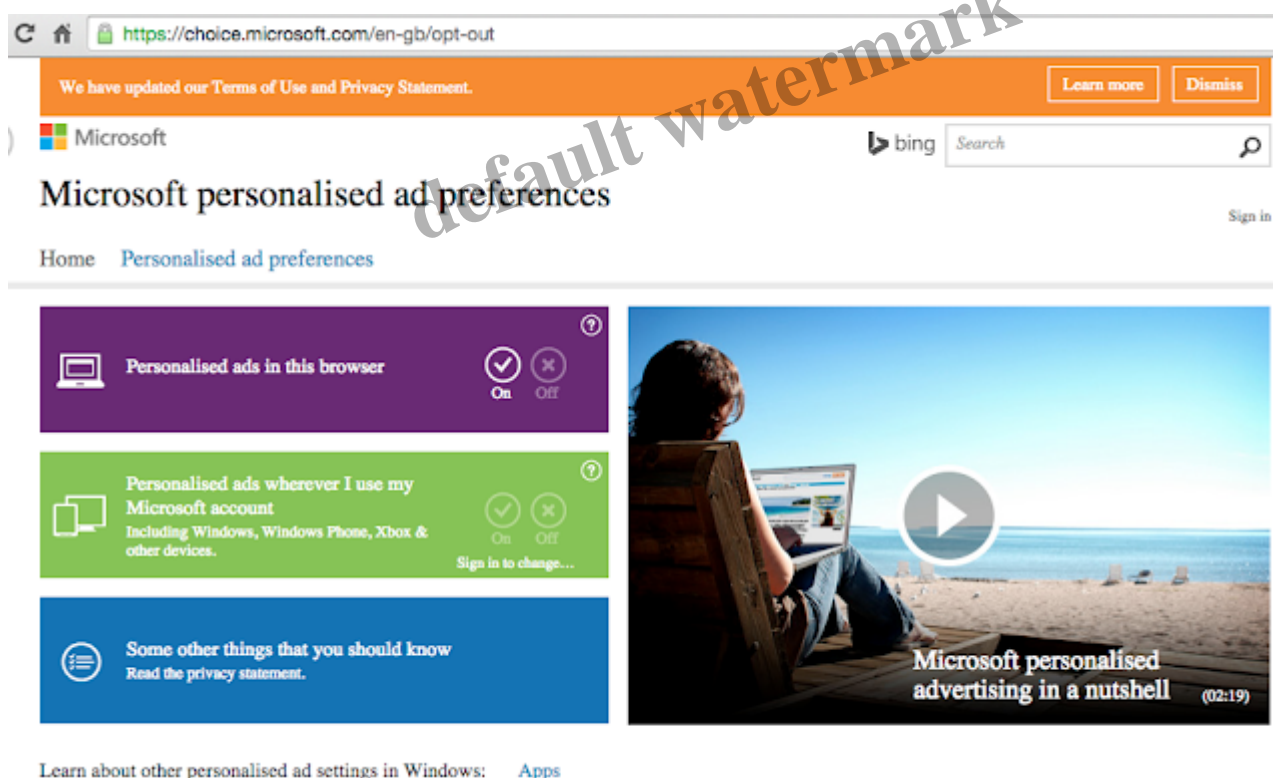 https://choice.microsoft.com/en-gb/opt-out
We have updated our Terms of Use and Privacy Statement.
Learn more
Dismiss
Microsoft
bing
Search
Microsoft personalised ad preferences
Sign in
Home
Personalised ad preferences
Personalised ads in this browser
On
Off
Personalised ads wherever I use my
Microsoft account
Including Windows, Windows Phone, Xbox &
other devices.
On
Off
Sign in to change...
Some other things that you should know
Read the privacy statement.
Microsoft personalised
advertising in a nutshell
(02:19)
Learn about other personalised ad settings in Windows:
Apps
default watermark